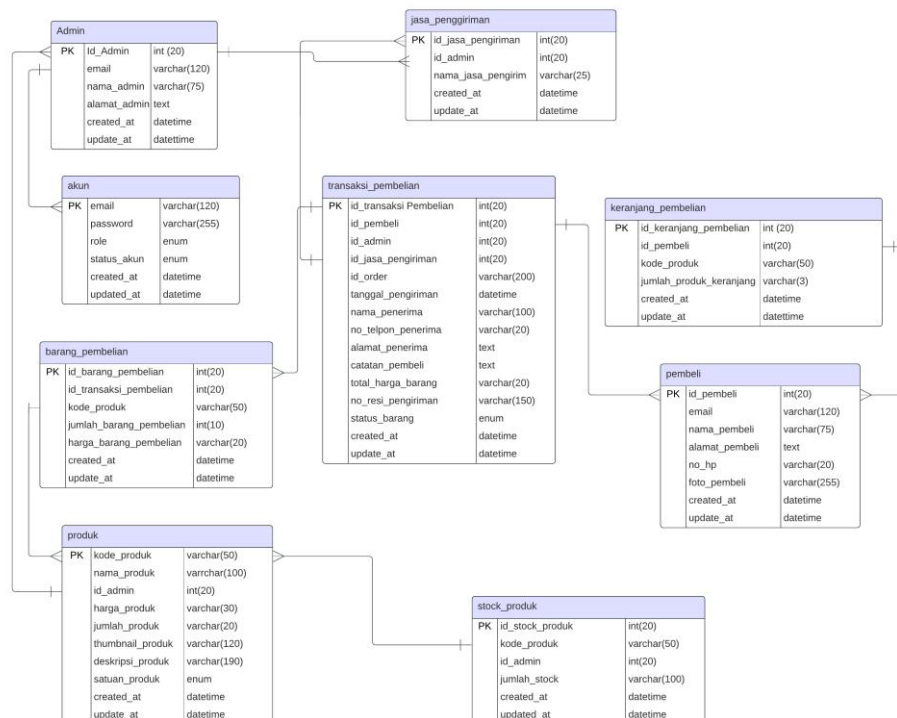 Admin
PK Id_Admin int (20)
email varchar(120)
nama_admin varchar(75)
alamat_admin text
created_at datetime
update_at datettime
jasa_penggiriman
PK id_jasa_pengiriman int(20)
id_admin int(20)
nama_jasa_pengirim varchar(25)
created_at datetime
update_at datetime
akun
PK email varchar(120)
password varchar(255)
role enum
status_akun enum
created_at datetime
updated_at datetime
transaksi_pembelian
PK id_transaksi Pembelian int(20)
id_pembeli int(20)
id_admin int(20)
id_jasa_pengiriman int(20)
id_order varchar(200)
tanggal_pengiriman datetime
nama_penerima varchar(100)
no_telpon_penerima varchar(20)
alamat_penerima text
catatan_pembeli text
total_harga_barang varchar(20)
no_resi_pengiriman varchar(150)
status_barang enum
created_at datetime
update_at datetime
keranjang_pembelian
PK id_keranjang_pembelian int (20)
id_pembeli int(20)
kode_produk varchar(50)
jumlah_produk_keranjang varchar(3)
created_at datetime
update_at datetime
barang_pembelian
PK id_barang_pembelian int(20)
id_transaksi_pembelian int(20)
kode_produk varchar(50)
jumlah_barang_pembelian int(10)
harga_barang_pembelian varchar(20)
created_at datetime
update_at datetime
pembeli
PK id_pembeli int(20)
email varchar(120)
nama_pembeli varchar(75)
alamat_pembeli text
no_hp varchar(20)
foto_pembeli varchar(255)
created_at datetime
update_at datetime
produk
PK kode_produk varchar(50)
nama_produk varrchar(100)
id_admin int(20)
harga_produk varchar(30)
jumlah_produk varchar(20)
thumbnail_produk varchar(120)
deskripsi_produk varchar(190)
satuan_produk enum
created_at datetime
update_at datetime
stock_produk
PK id_stock_produk int(20)
kode_produk varchar(50)
id_admin int(20)
jumlah_stock varchar(100)
created_at datetime
updated_at datetime